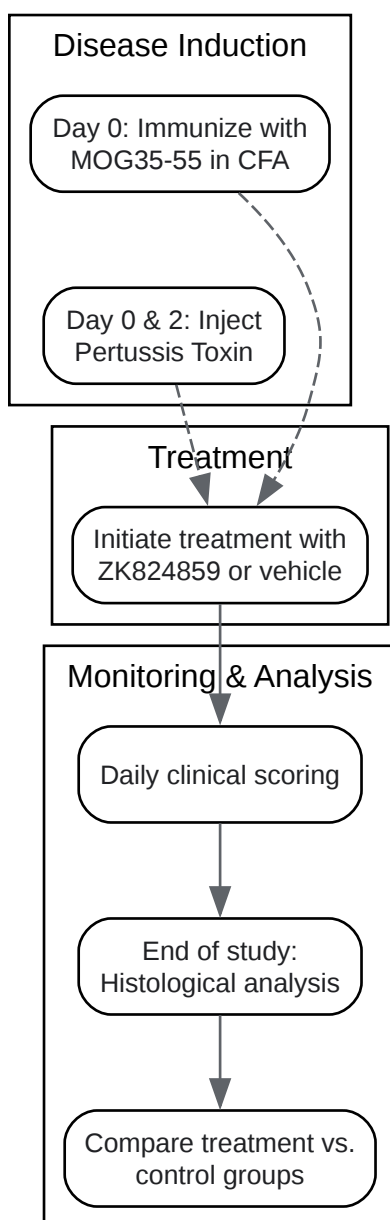 Disease Induction
Day 0: Immunize with
MOG35-55 in CFA
Day 0 & 2: Inject
Pertussis Toxin
Treatment
Initiate treatment with
ZK824859 or vehicle
Monitoring & Analysis
Daily clinical scoring
End of study:
Histological analysis
Compare treatment vs.
control groups